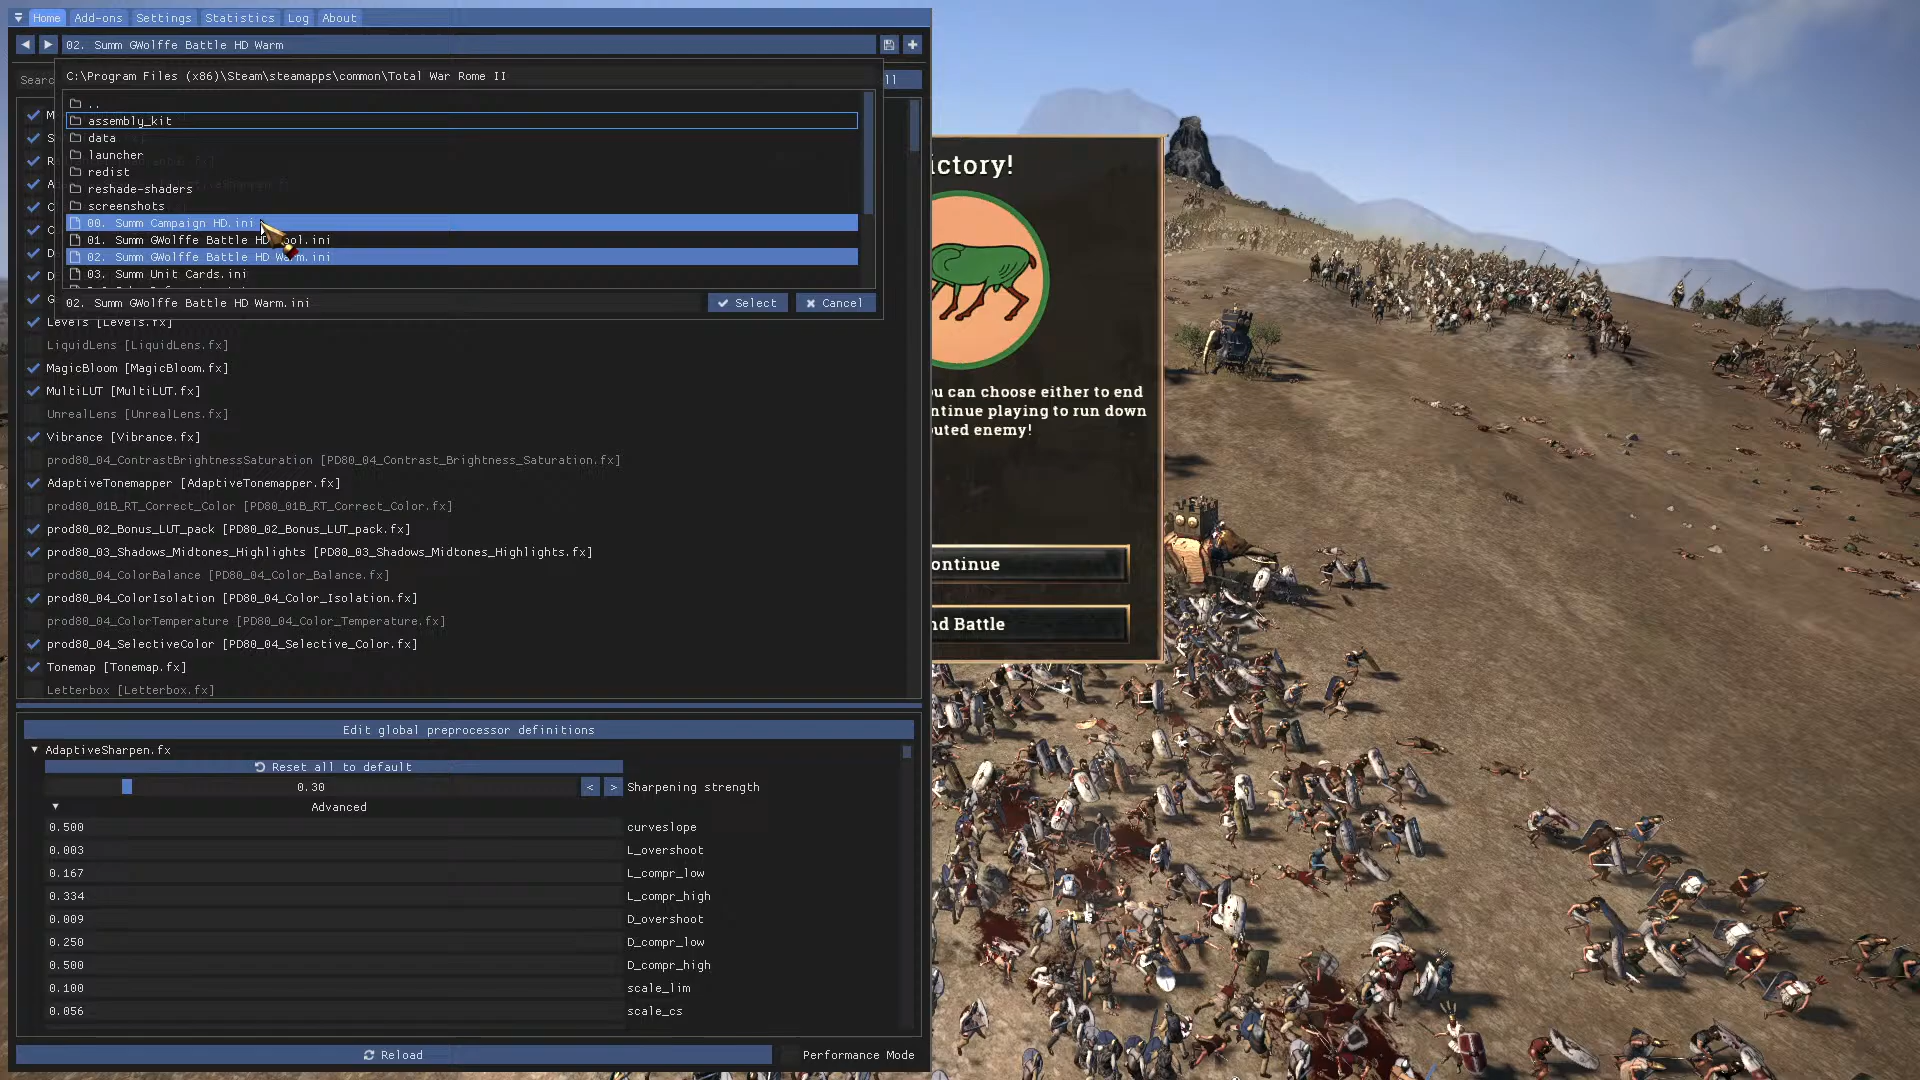 Home Add-ons Settings Statistics Log About
02. Summ GWolffe Battle HD Warm
C:\Program Files (x86)\Steam\steamapps\common\Total War Rome II
Searc
ll
..
assembly_kit
data
launcher
redist
reshade-shaders
screenshots
00. Summ Campaign HD.ini
01. Summ GWolffe Battle HD ool.ini
02. Summ GWolffe Battle HD Warm.ini
03. Summ Unit Cards.ini
02. Summ GWolffe Battle HD Warm.ini
Select
Cancel
Levels [Levels.fx]
LiquidLens [LiquidLens.fx]
MagicBloom [MagicBloom.fx]
MultiLUT [MultiLUT.fx]
UnrealLens [UnrealLens.fx]
Vibrance [Vibrance.fx]
prod80_04_ContrastBrightnessSaturation [PD80_04_Contrast_Brightness_Saturation.fx]
AdaptiveTonemapper [AdaptiveTonemapper.fx]
prod80_01B_RT_Correct_Color [PD80_01B_RT_Correct_Color.fx]
prod80_02_Bonus_LUT_pack [PD80_02_Bonus_LUT_pack.fx]
prod80_03_Shadows_Midtones_Highlights [PD80_03_Shadows_Midtones_Highlights.fx]
prod80_04_ColorBalance [PD80_04_Color_Balance.fx]
prod80_04_ColorIsolation [PD80_04_Color_Isolation.fx]
prod80_04_ColorTemperature [PD80_04_Color_Temperature.fx]
prod80_04_SelectiveColor [PD80_04_Selective_Color.fx]
Tonemap [Tonemap.fx]
Letterbox [Letterbox.fx]
Edit global preprocessor definitions
AdaptiveSharpen.fx
Reset all to default
0.30 < > Sharpening strength
Advanced
0.500 curveslope
0.003 L_overshoot
0.167 L_compr_low
0.334 L_compr_high
0.009 D_overshoot
0.250 D_compr_low
0.500 D_compr_high
0.100 scale_lim
0.056 scale_cs
Reload
Performance Mode
ictory!
ou can choose either to end
ntinue playing to run down
outed enemy!
ontinue
nd Battle